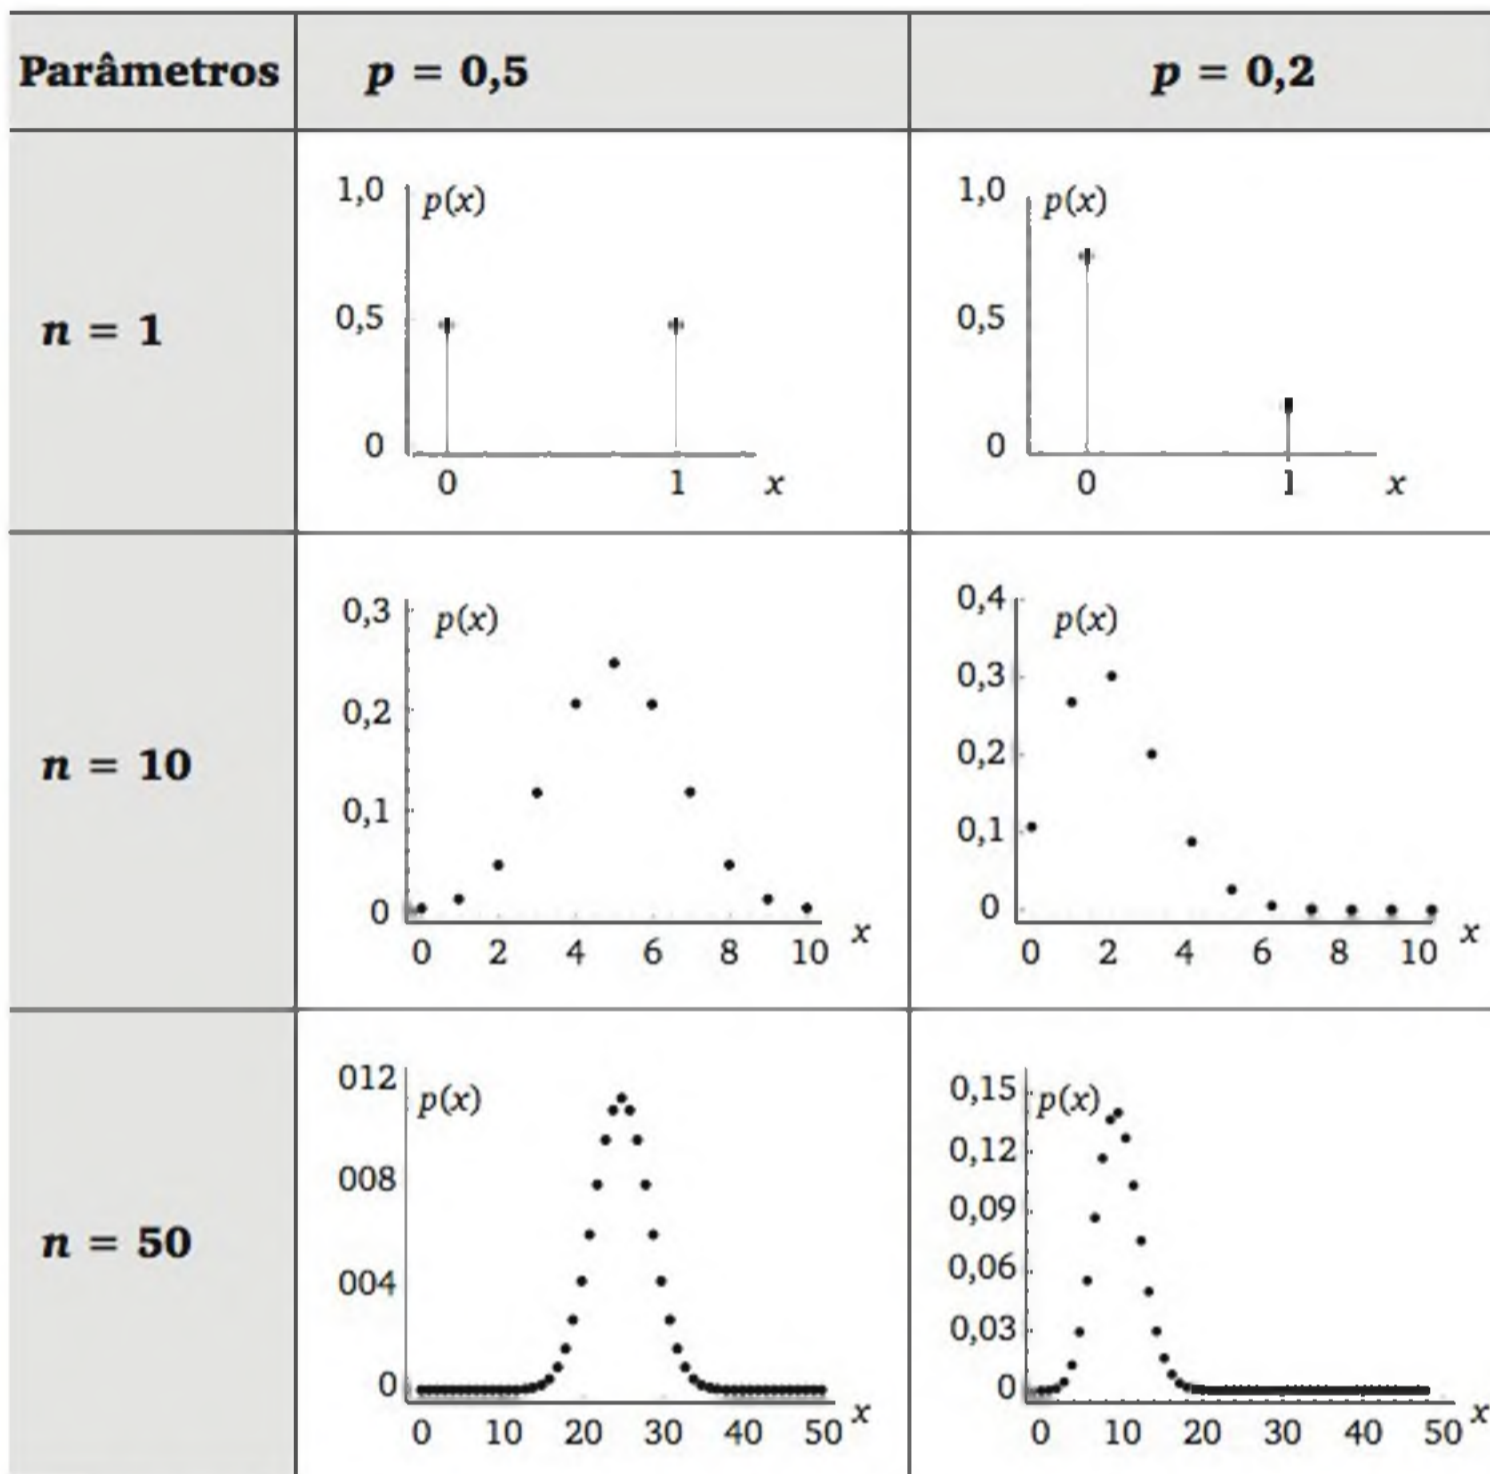 Parâmetros p = 0,5 p = 0,2
n = 1
1,0 p(x)
0,5
0
0 1 x
1,0 p(x)
0,5
0
0 1 x
n = 10
0,3 p(x)
0,2
0,1
0
0 2 4 6 8 10 x
0,4 p(x)
0,3
0,2
0,1
0
0 2 4 6 8 10 x
n = 50
012 p(x)
008
004
0
0 10 20 30 40 50 x
0,15 p(x)
0,12
0,09
0,06
0,03
0
0 10 20 30 40 50 x